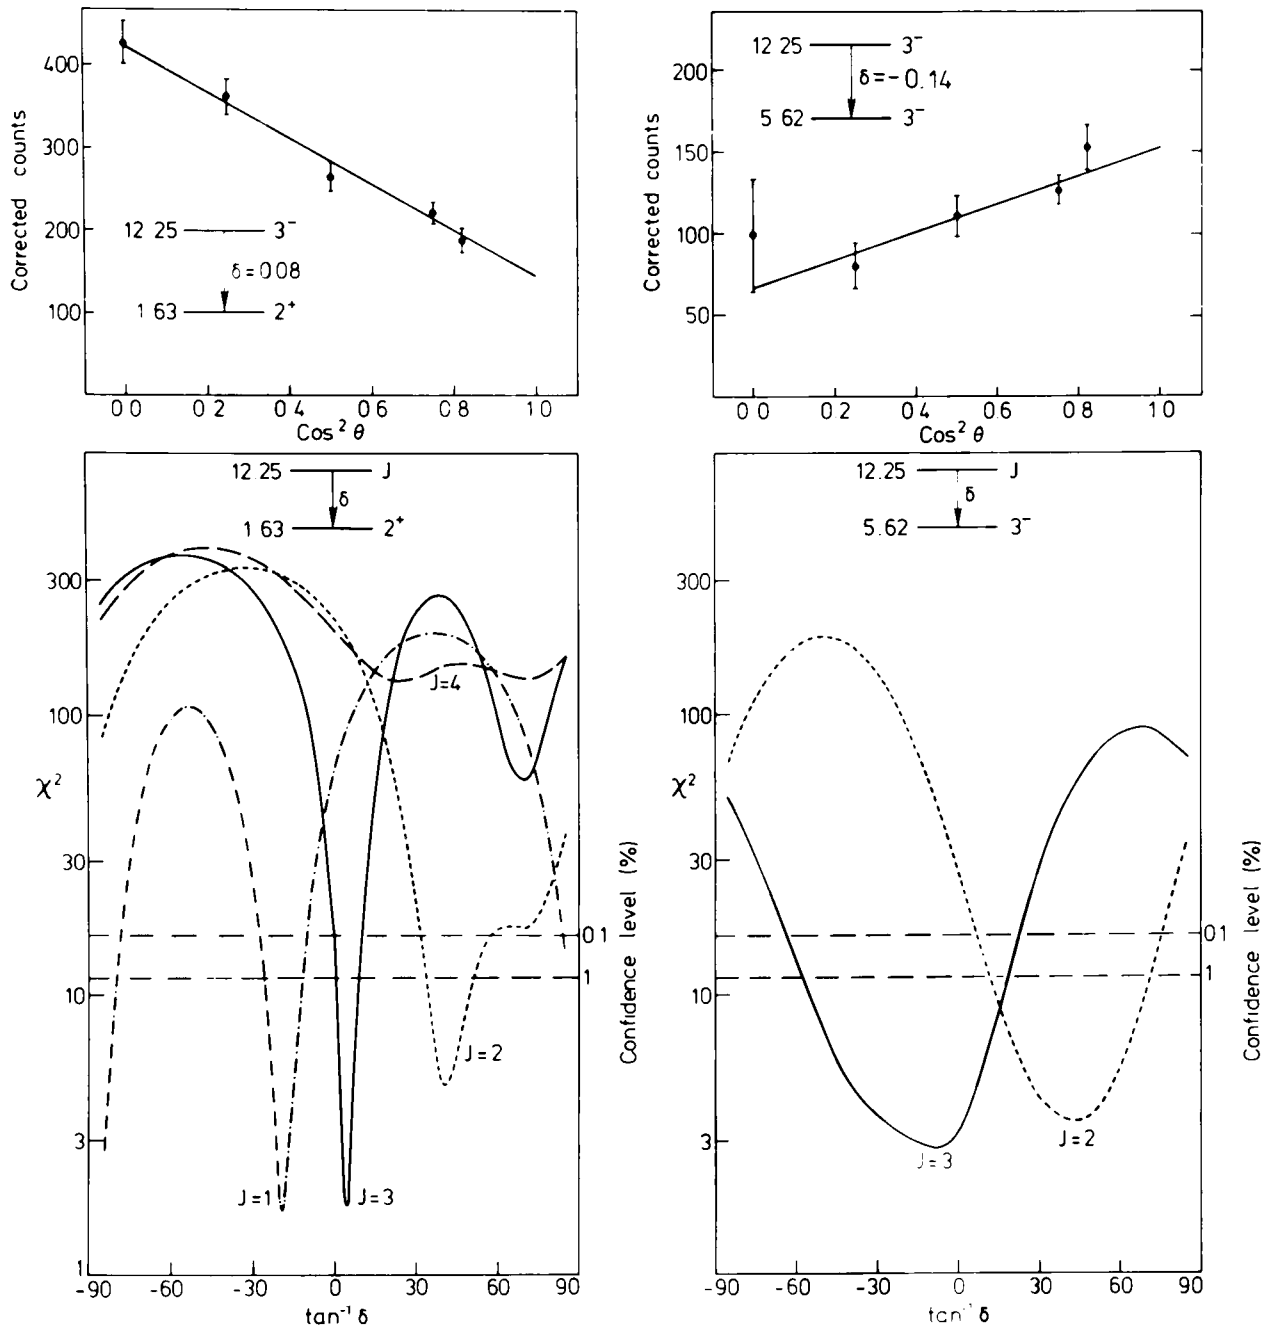 400
300
200
100
Corrected counts
12.25 3⁻
δ=0.08
1.63 2⁺
0.0 0.2 0.4 0.6 0.8 1.0
Cos² θ
200
150
100
50
Corrected counts
12.25 3⁻
δ=-0.14
5.62 3⁻
0.0 0.2 0.4 0.6 0.8 1.0
Cos² θ
12.25 J
δ
1.63 2⁺
300
100
χ²
30
10
3
1
J=4
J=2
J=1
J=3
0.1
1
Confidence level (%)
-90 -60 -30 0 30 60 90
tan⁻¹ δ
12.25 J
δ
5.62 3⁻
300
100
χ²
30
10
3
J=3
J=2
0.1
1
Confidence level (%)
-90 -60 -30 0 30 60 90
tan⁻¹ δ